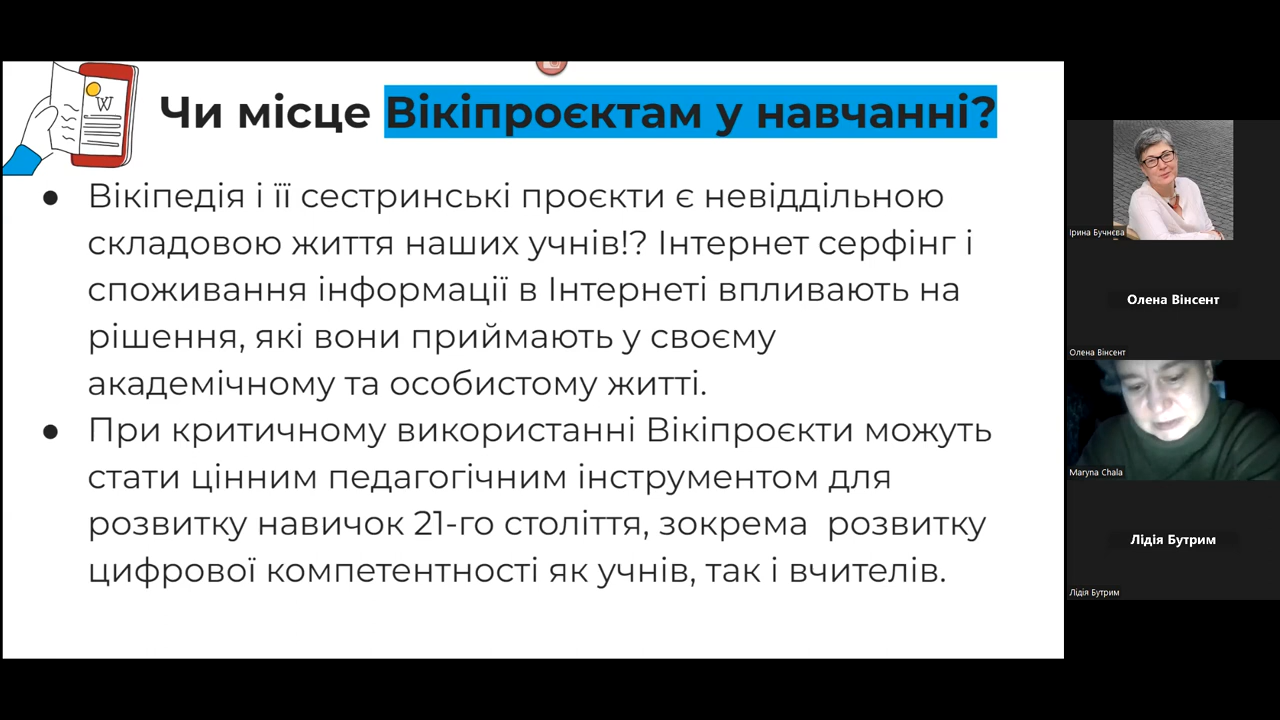 W
Чи місце Вікіпроєктам у навчанні?
● Вікіпедія і її сестринські проєкти є невіддільною
складовою життя наших учнів!? Інтернет серфінг і
споживання інформації в Інтернеті впливають на
рішення, які вони приймають у своєму
академічному та особистому житті.
● При критичному використанні Вікіпроєкти можуть
стати цінним педагогічним інструментом для
розвитку навичок 21-го століття, зокрема  розвитку
цифрової компетентності як учнів, так і вчителів.
Ірина Бучнєва
Олена Вінсент
Олена Вінсент
Maryna Chala
Лідія Бутрим
Лідія Бутрим